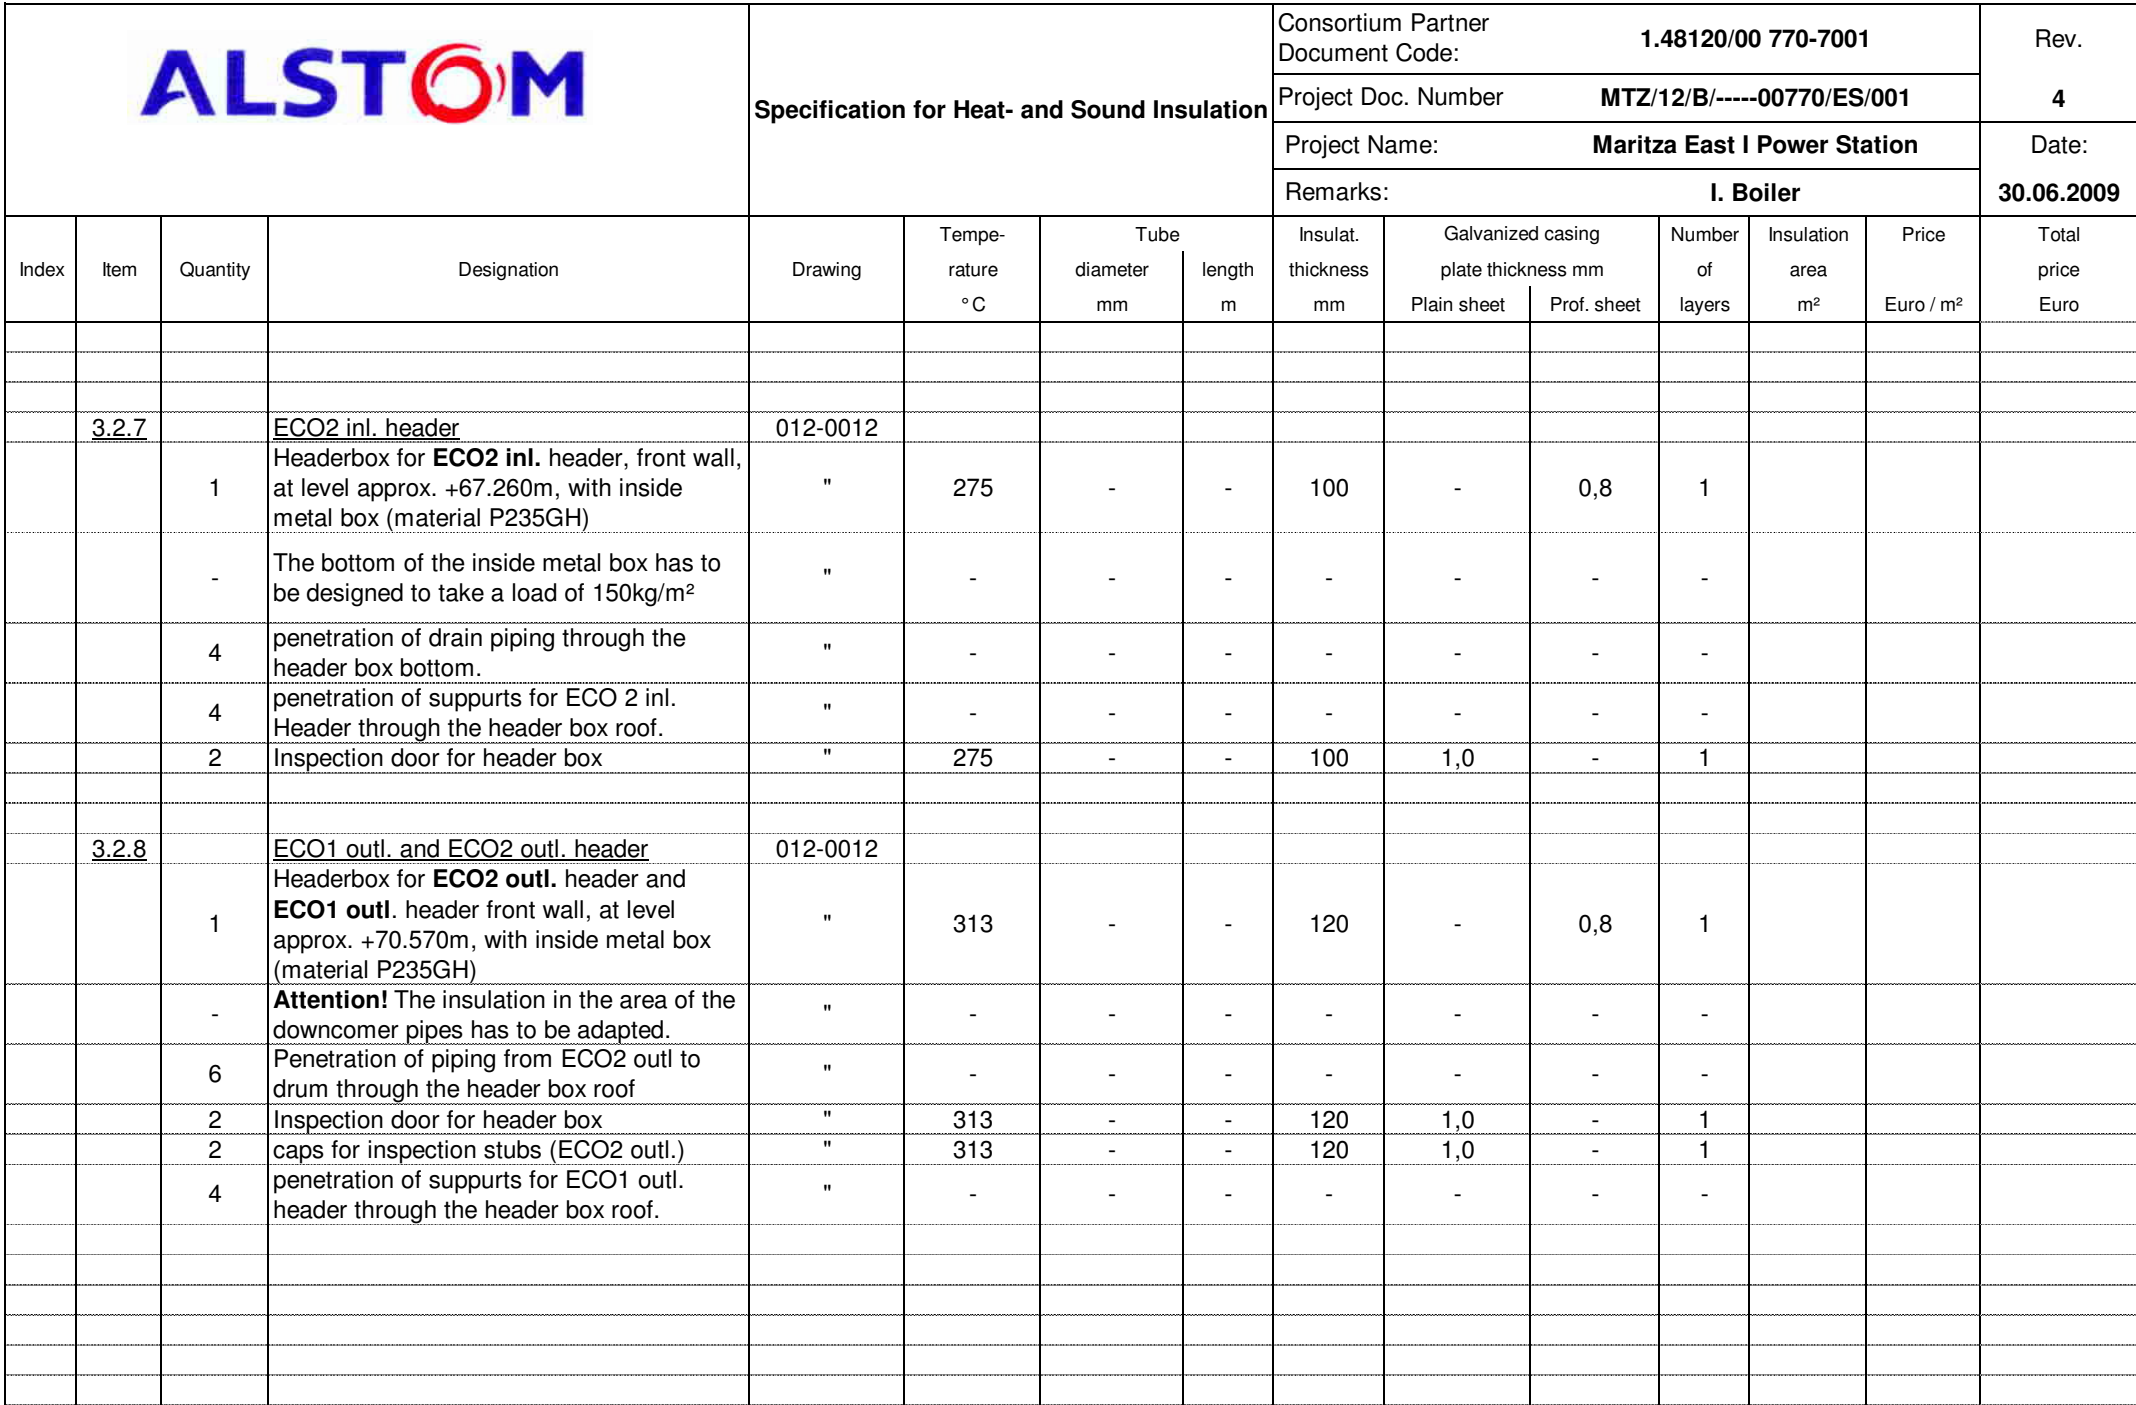 ALSTOM
Specification for Heat- and Sound Insulation
Consortium Partner
Document Code:
1.48120/00 770-7001
Rev.
Project Doc. Number
MTZ/12/B/-----00770/ES/001
4
Project Name:
Maritza East I Power Station
Date:
Remarks:
I. Boiler
30.06.2009
Index
Item
Quantity
Designation
Drawing
Tempe-
rature
°C
Tube
diameter
mm
length
m
Insulat.
thickness
mm
Galvanized casing
plate thickness mm
Plain sheet
Prof. sheet
Number
of
layers
Insulation
area
m²
Price
Euro / m²
Total
price
Euro
3.2.7 ECO2 inl. header 012-0012
Headerbox for ECO2 inl. header, front wall,
1 at level approx. +67.260m, with inside " 275 - - 100 - 0,8 1
metal box (material P235GH)
The bottom of the inside metal box has to
- be designed to take a load of 150kg/m² " - - - - - - -
penetration of drain piping through the
4 header box bottom. " - - - - - - -
penetration of suppurts for ECO 2 inl.
4 Header through the header box roof. " - - - - - - -
2 Inspection door for header box " 275 - - 100 1,0 - 1
3.2.8 ECO1 outl. and ECO2 outl. header 012-0012
Headerbox for ECO2 outl. header and
1 ECO1 outl. header front wall, at level " 313 - - 120 - 0,8 1
approx. +70.570m, with inside metal box
(material P235GH)
Attention! The insulation in the area of the
- downcomer pipes has to be adapted. " - - - - - - -
Penetration of piping from ECO2 outl to
6 drum through the header box roof " - - - - - - -
2 Inspection door for header box " 313 - - 120 1,0 - 1
2 caps for inspection stubs (ECO2 outl.) " 313 - - 120 1,0 - 1
penetration of suppurts for ECO1 outl.
4 header through the header box roof. " - - - - - - -